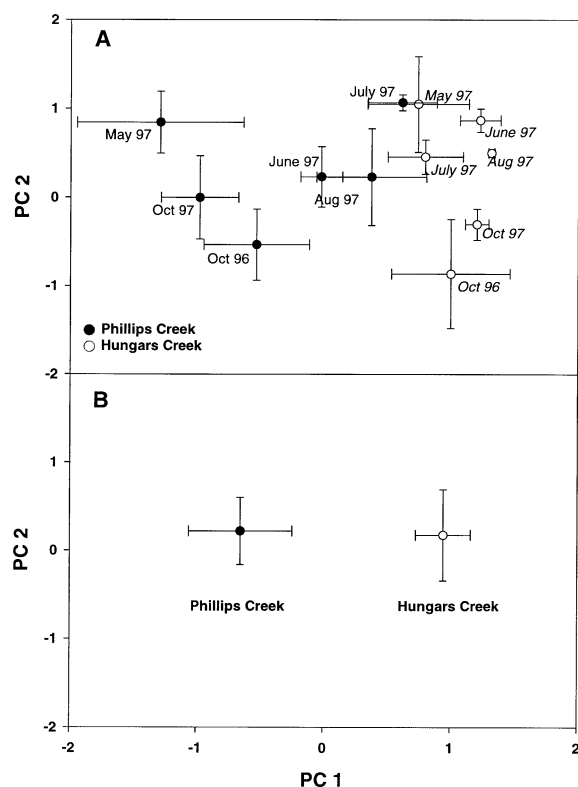 2
A
July 97
May 97
1
May 97
June 97
June 97
Aug 97
July 97
PC 2
0
Aug 97
Oct 97
Oct 97
Oct 96
Oct 96
-1
Phillips Creek
Hungars Creek
-2
2
B
1
PC 2
0
Phillips Creek
Hungars Creek
-1
-2
-2
-1
0
1
2
PC 1